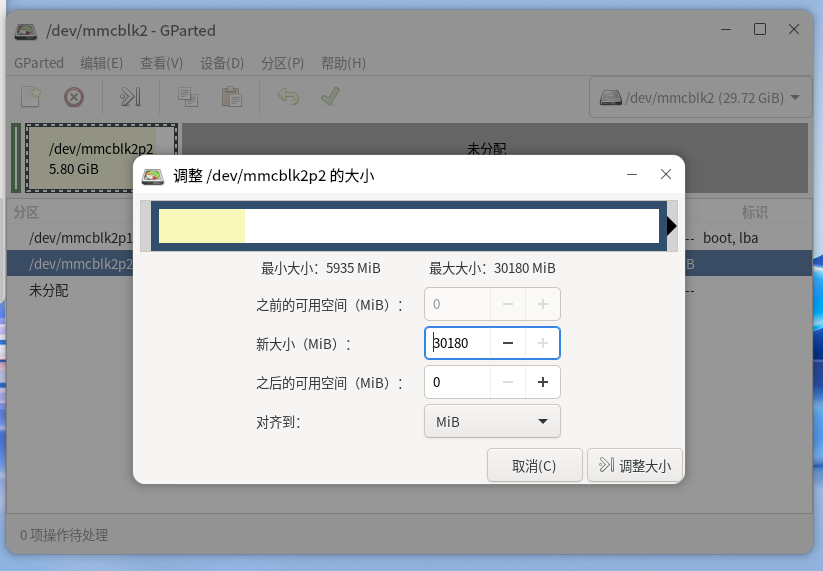 /dev/mmcblk2 - GParted
GParted 编辑(E) 查看(V) 设备(D) 分区(P) 帮助(H)
/dev/mmcblk2 (29.72 GiB)
/dev/mmcblk2p2
5.80 GiB
未分配
调整 /dev/mmcblk2p2 的大小
分区
标识
/dev/mmcblk2p1
-- boot, lba
/dev/mmcblk2p2
B
未分配
--
最小大小：5935 MiB 最大大小：30180 MiB
之前的可用空间（MiB）： 0
新大小（MiB）： 30180
之后的可用空间（MiB）： 0
对齐到： MiB
取消(C) 调整大小
0 项操作待处理